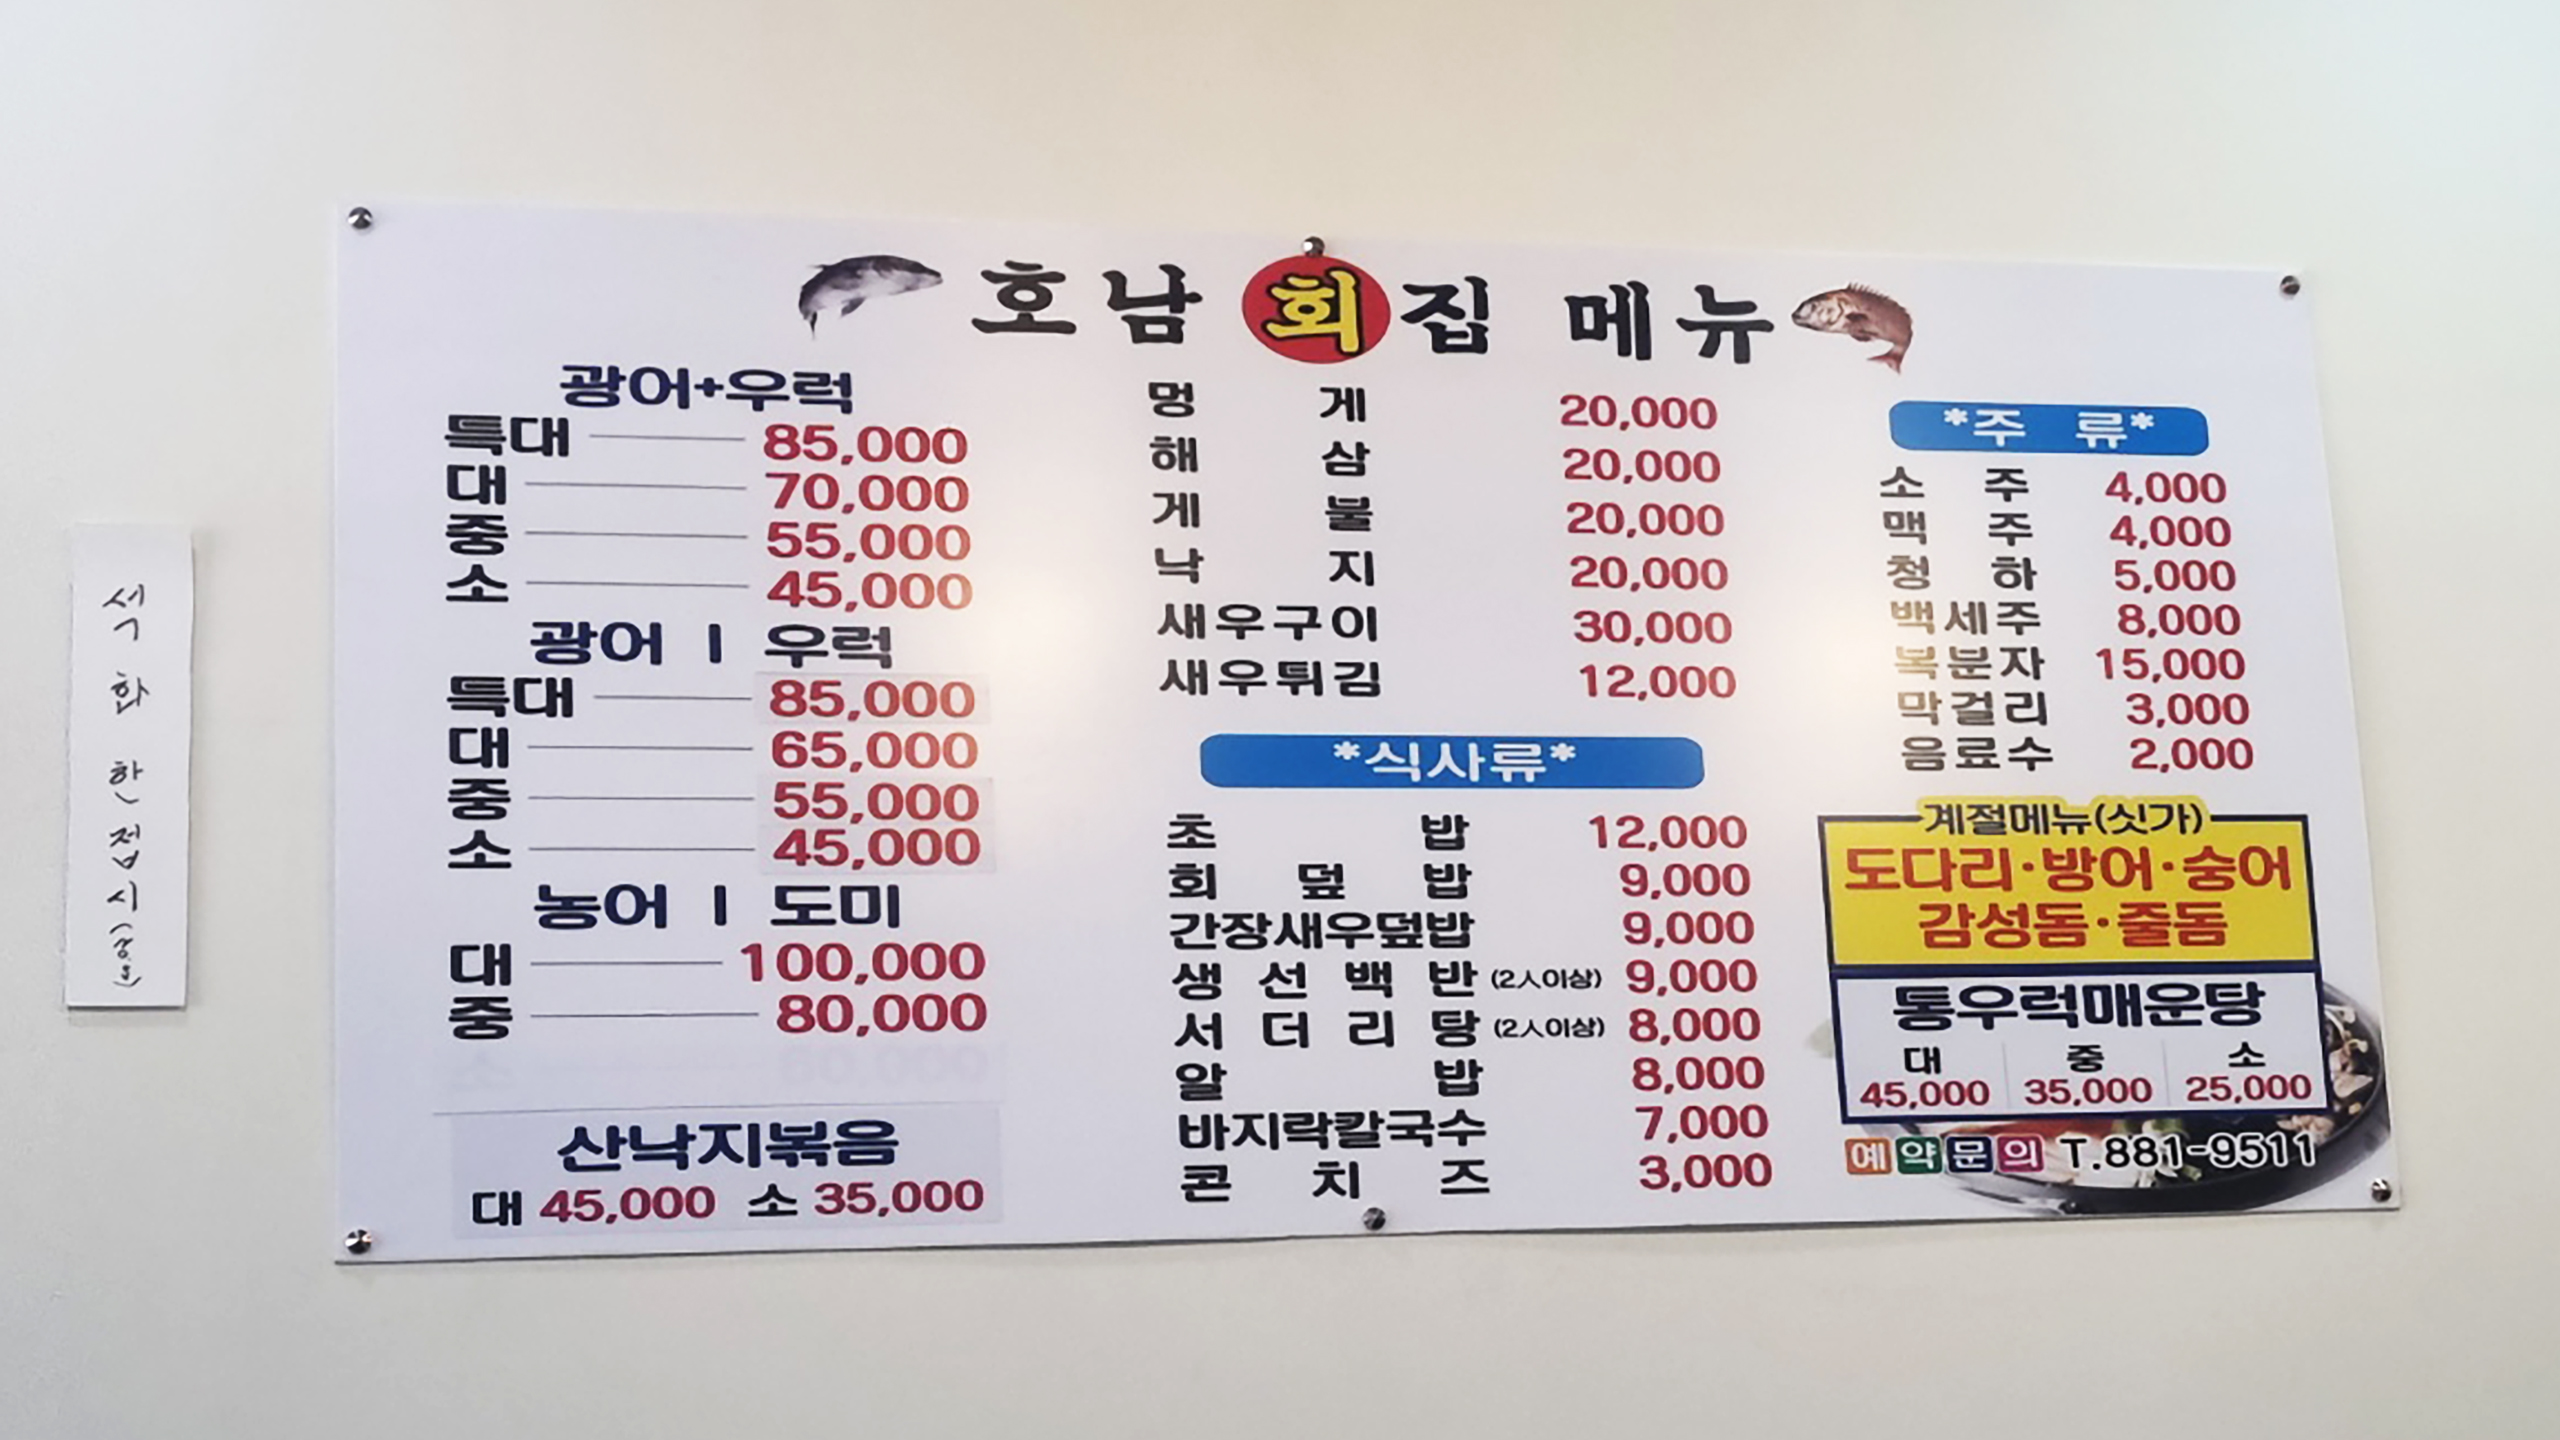 호남회집 메뉴
광어+우럭
특대 85,000
대 70,000
중 55,000
소 45,000
광어 | 우럭
특대 85,000
대 65,000
중 55,000
소 45,000
농어 | 도미
대 100,000
중 80,000
산낙지볶음
대 45,000 소 35,000
멍게 20,000
해삼 20,000
게불 20,000
낙지 20,000
새우구이 30,000
새우튀김 12,000
*식사류*
초밥 12,000
회덮밥 9,000
간장새우덮밥 9,000
생선백반 (2人이상) 9,000
서더리탕 (2人이상) 8,000
알밥 8,000
바지락칼국수 7,000
콘치즈 3,000
*주류*
소주 4,000
맥주 4,000
청하 5,000
백세주 8,000
복분자 15,000
막걸리 3,000
음료수 2,000
계절메뉴(싯가)
도다리·방어·숭어
감성돔·줄돔
통우럭매운탕
대 중 소
45,000 35,000 25,000
예약문의 T.881-9511
석화 한접시